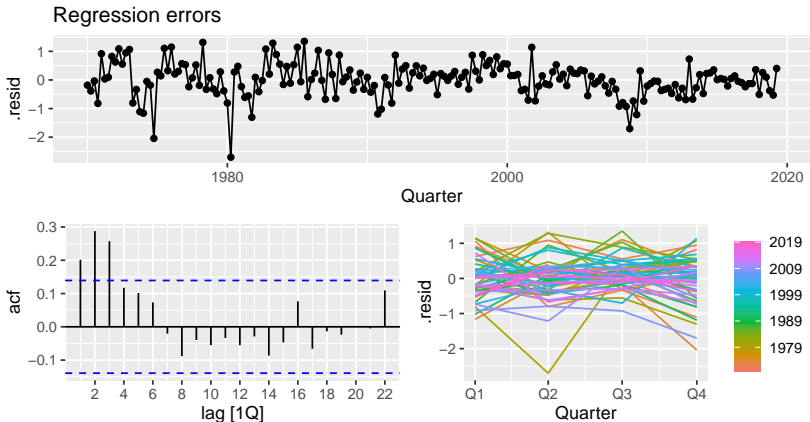 Regression errors
.resid
1
0
−1
−2
1980
2000
2020
Quarter
acf
0.3
0.2
0.1
0.0
−0.1
2 4 6 8 10 12 14 16 18 20 22
lag [1Q]
.resid
1
0
−1
−2
Q1 Q2 Q3 Q4
Quarter
2019
2009
1999
1989
1979